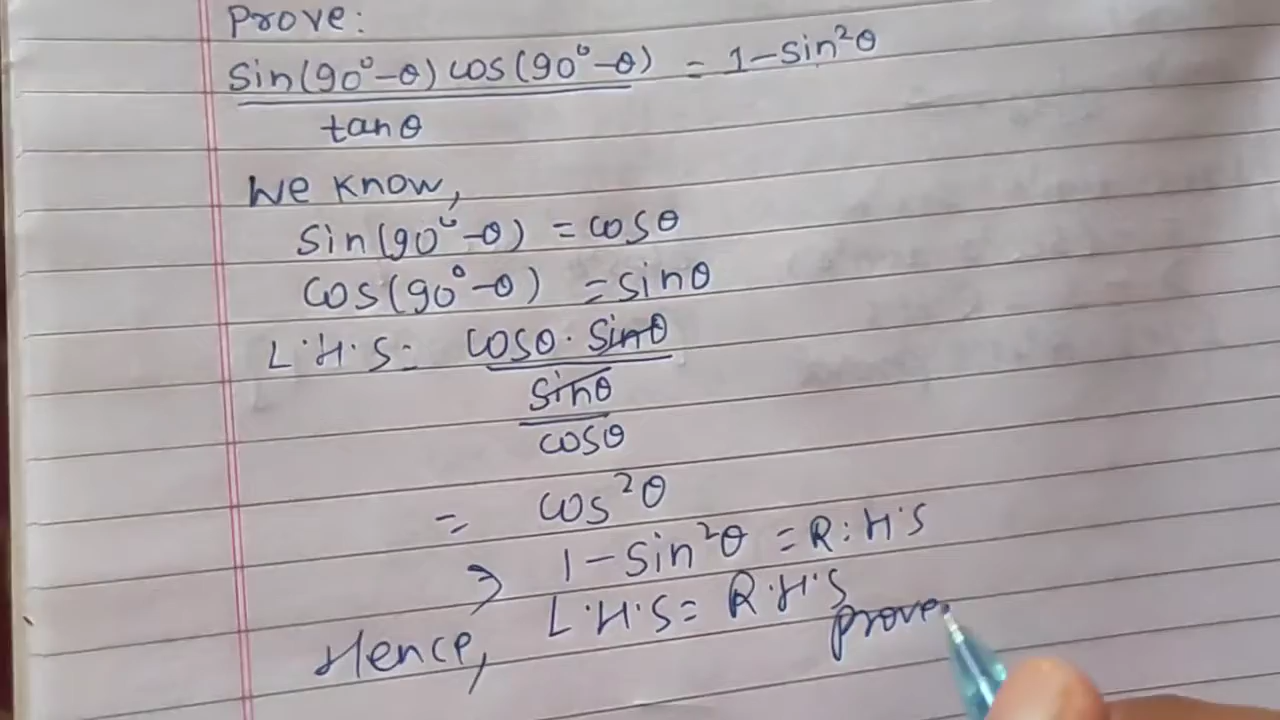 Prove:
sin(90°-θ) cos(90°-θ) = 1-sin²θ
tanθ
We know,
sin(90°-θ) = cosθ
cos(90°-θ) = sinθ
L.H.S = cosθ · sinθ
sinθ
cosθ
= cos²θ
⇒ 1-sin²θ = R.H.S
Hence, L.H.S = R.H.S
prove